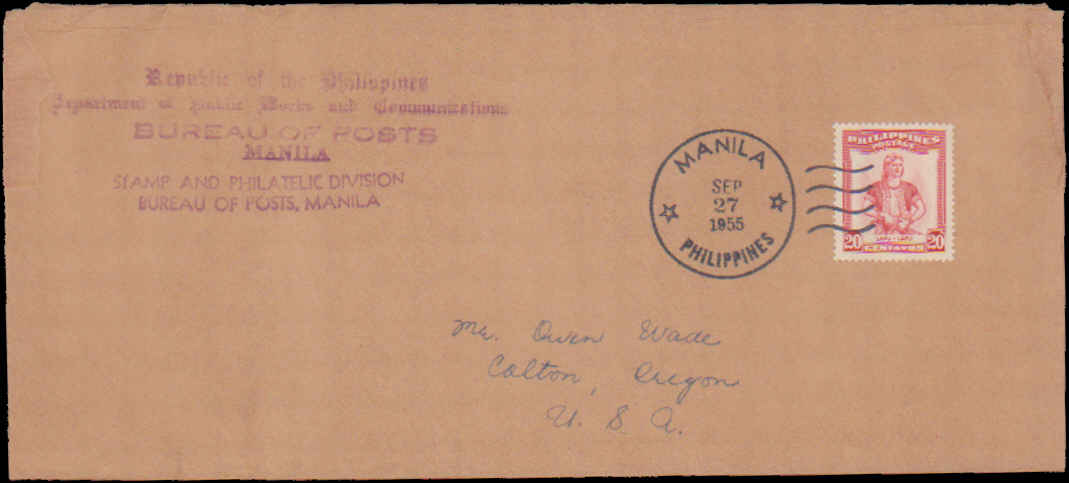 Republic of the Philippines
Department of Public Works and Communications
BUREAU OF POSTS
MANILA
STAMP AND PHILATELIC DIVISION
BUREAU OF POSTS, MANILA
MANILA
SEP
27
1955
PHILIPPINES
PHILIPPINES
POSTAGE
20 20
CENTAVOS
Mr. Owen Wade
Colton, Oregon
U. S. A.